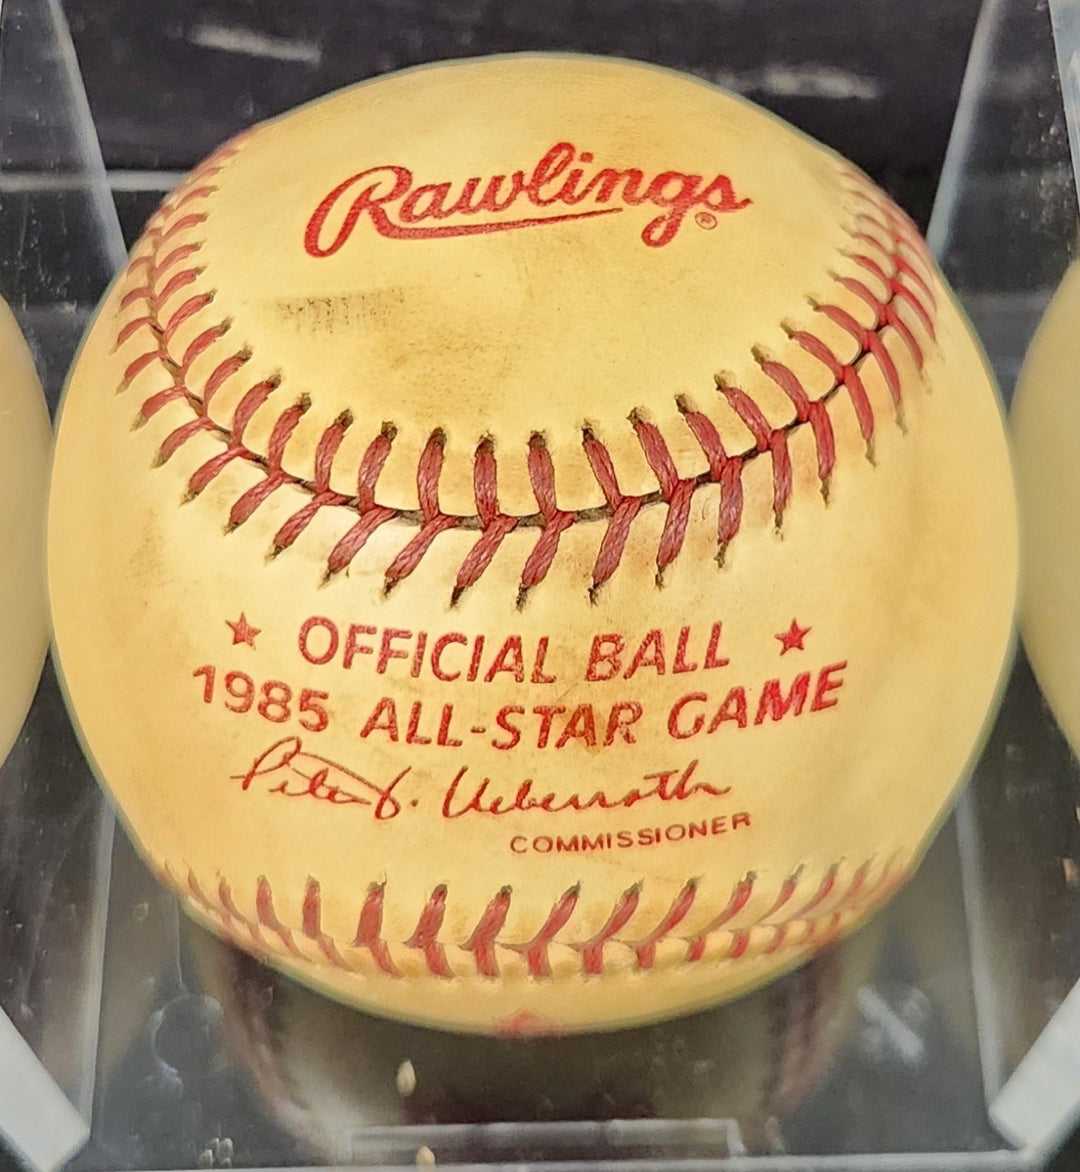 Rawlings®
★ OFFICIAL BALL ★
1985 ALL-STAR GAME
Peter V. Ueberroth
COMMISSIONER